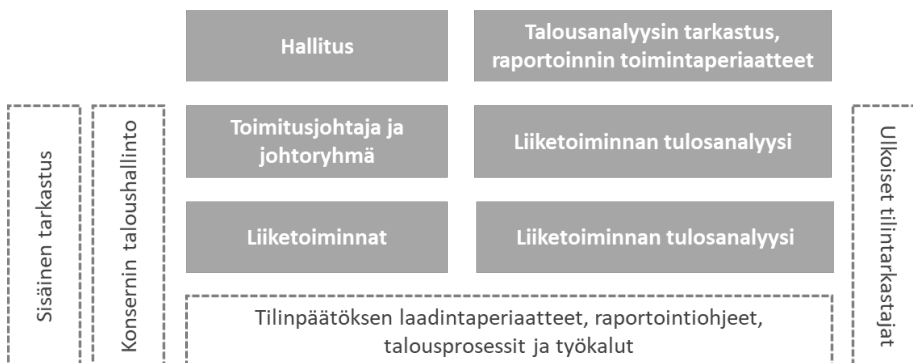 Hallitus
Talousanalyysin tarkastus,
raportoinnin toimintaperiaatteet
Sisäinen tarkastus
Konsernin taloushallinto
Toimitusjohtaja ja
johtoryhmä
Liiketoiminnan tulosanalyysi
Ulkoiset tilintarkastajat
Liiketoiminnat
Liiketoiminnan tulosanalyysi
Tilinpäätöksen laadintaperiaatteet, raportointiohjeet,
talousprosessit ja työkalut